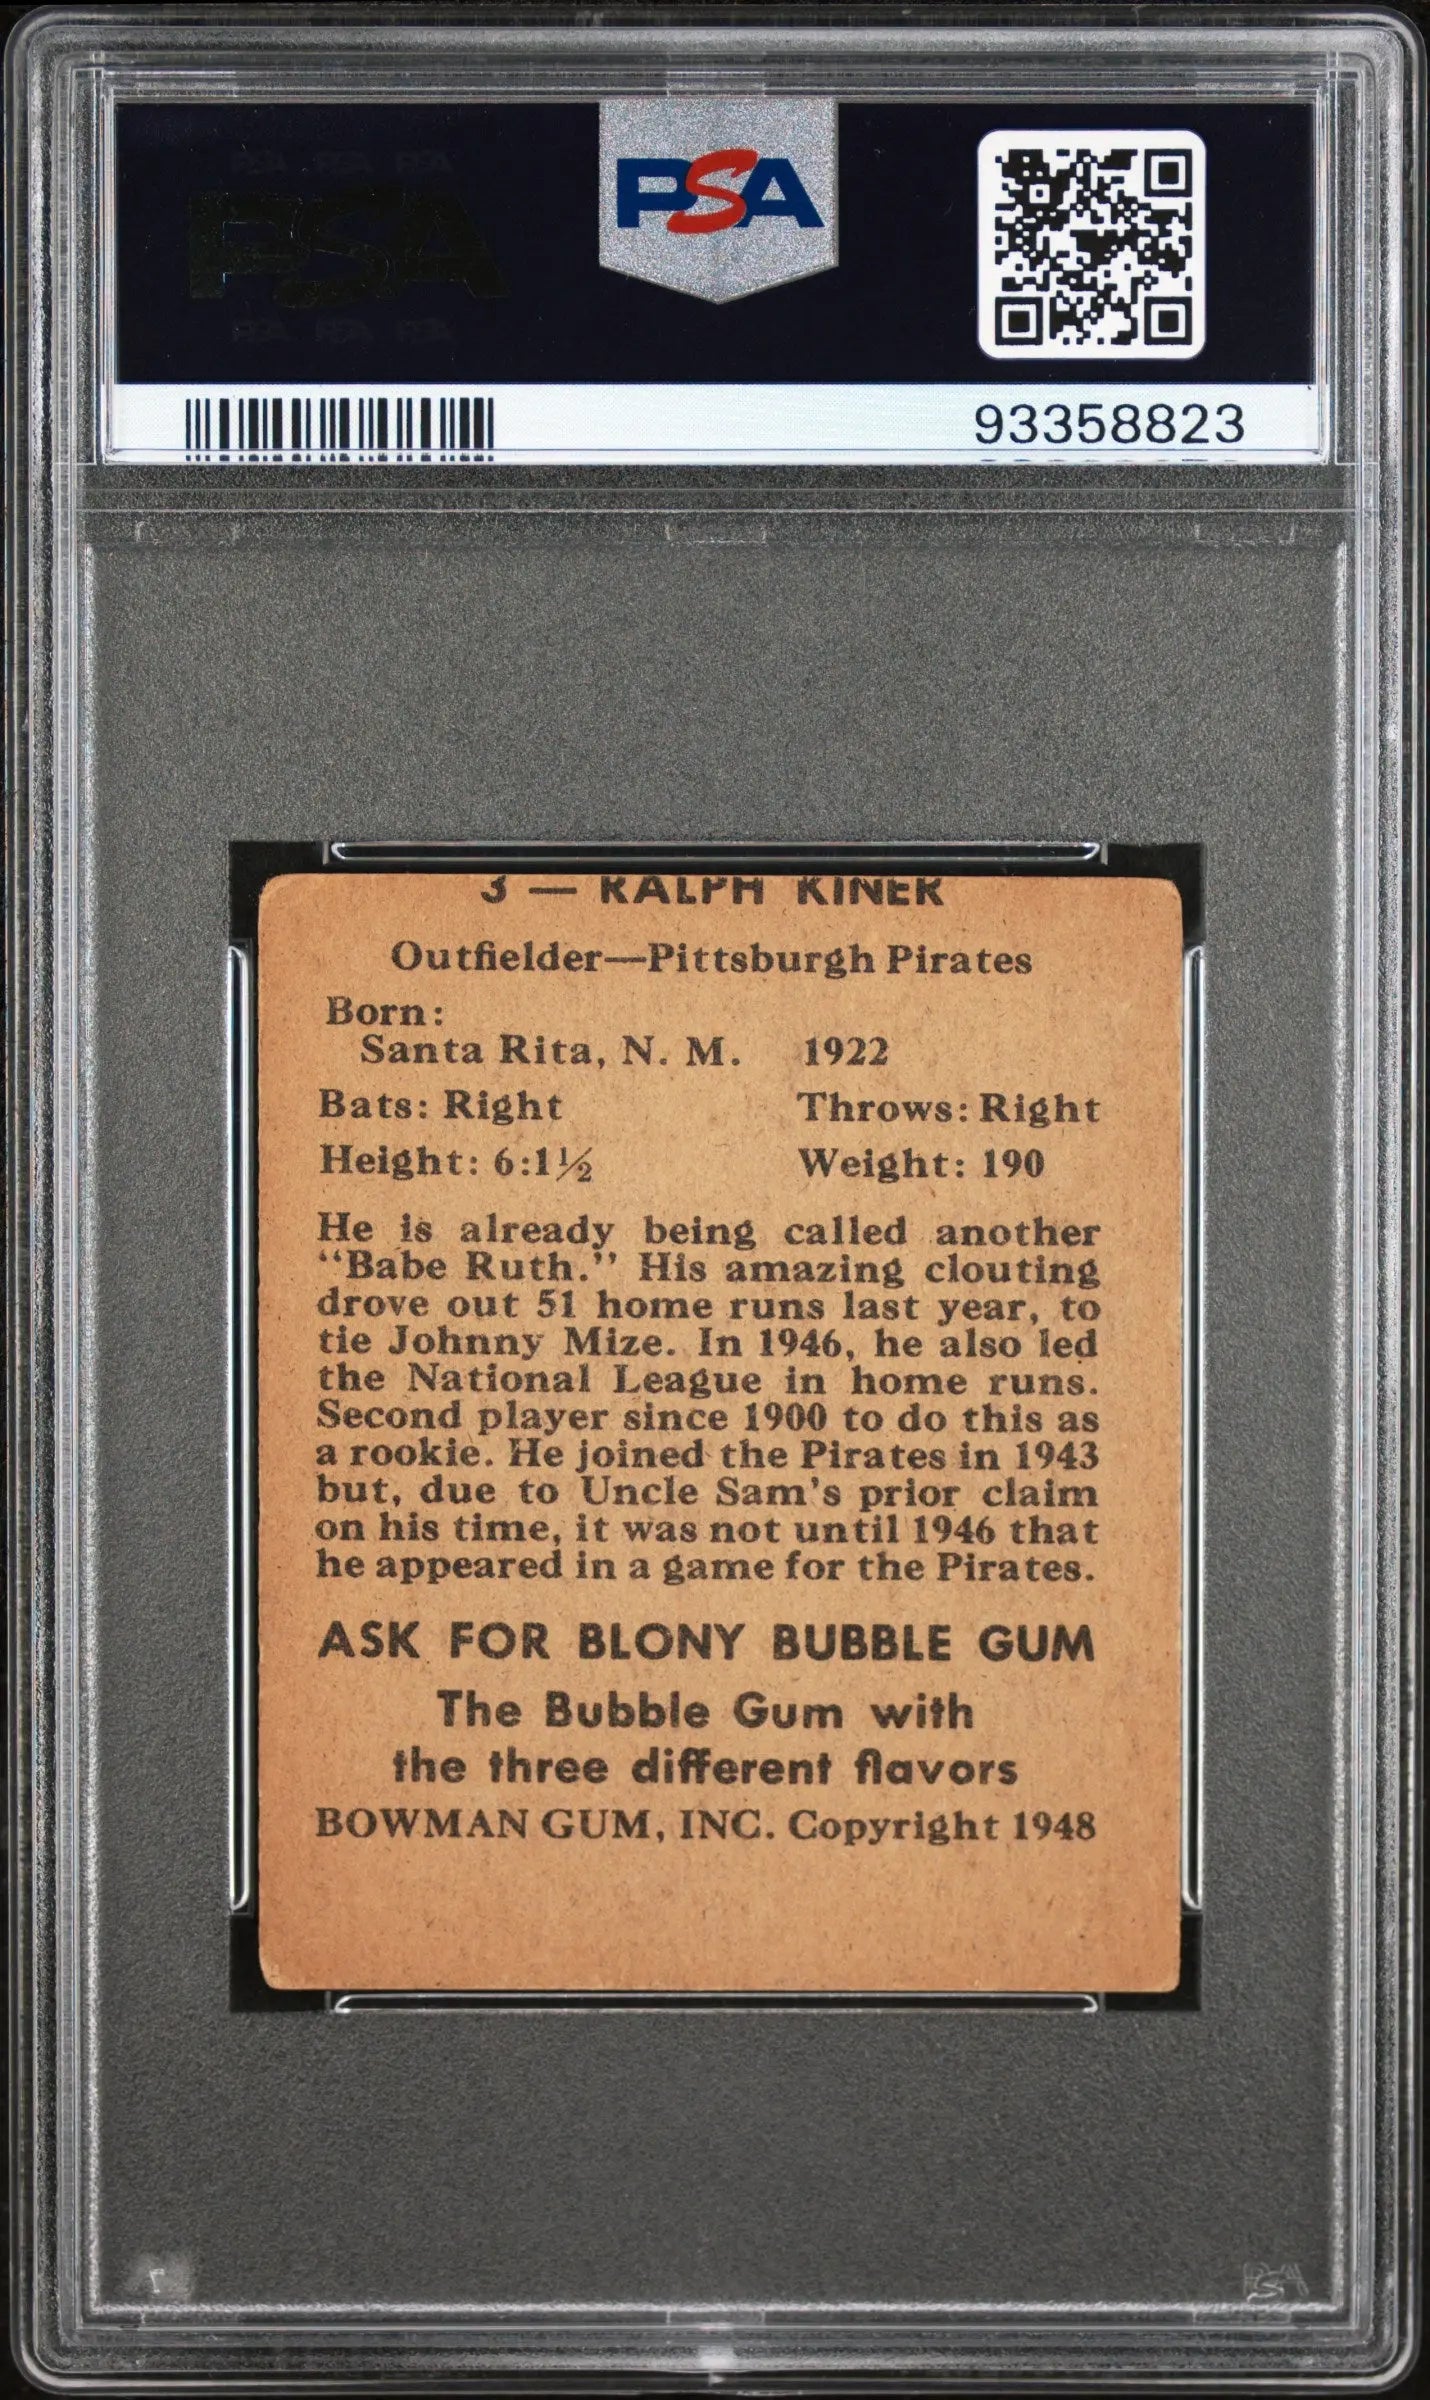 PSA
93358823
3 — RALPH KINER
Outfielder—Pittsburgh Pirates
Born:
Santa Rita, N. M. 1922
Bats: Right Throws: Right
Height: 6:1½ Weight: 190
He is already being called another
“Babe Ruth.” His amazing clouting
drove out 51 home runs last year, to
tie Johnny Mize. In 1946, he also led
the National League in home runs.
Second player since 1900 to do this as
a rookie. He joined the Pirates in 1943
but, due to Uncle Sam's prior claim
on his time, it was not until 1946 that
he appeared in a game for the Pirates.
ASK FOR BLONY BUBBLE GUM
The Bubble Gum with
the three different flavors
BOWMAN GUM, INC. Copyright 1948
PSA